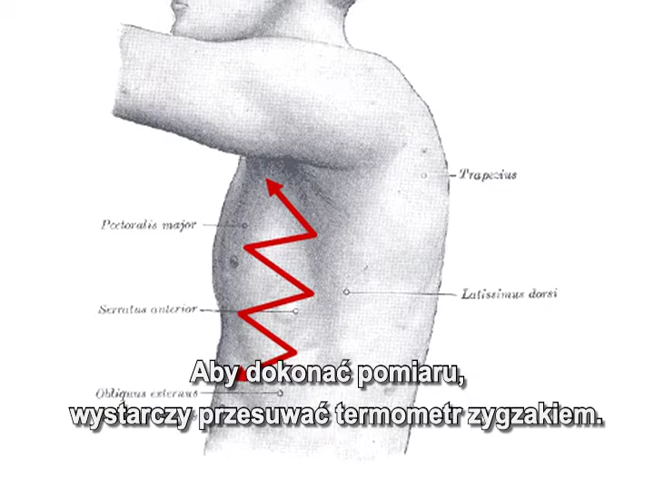 Trapezius
Pectoralis major
Latissimus dorsi
Serratus anterior
Aby dokonać pomiaru,
Obliquus externus
wystarczy przesuwać termometr zygzakiem.